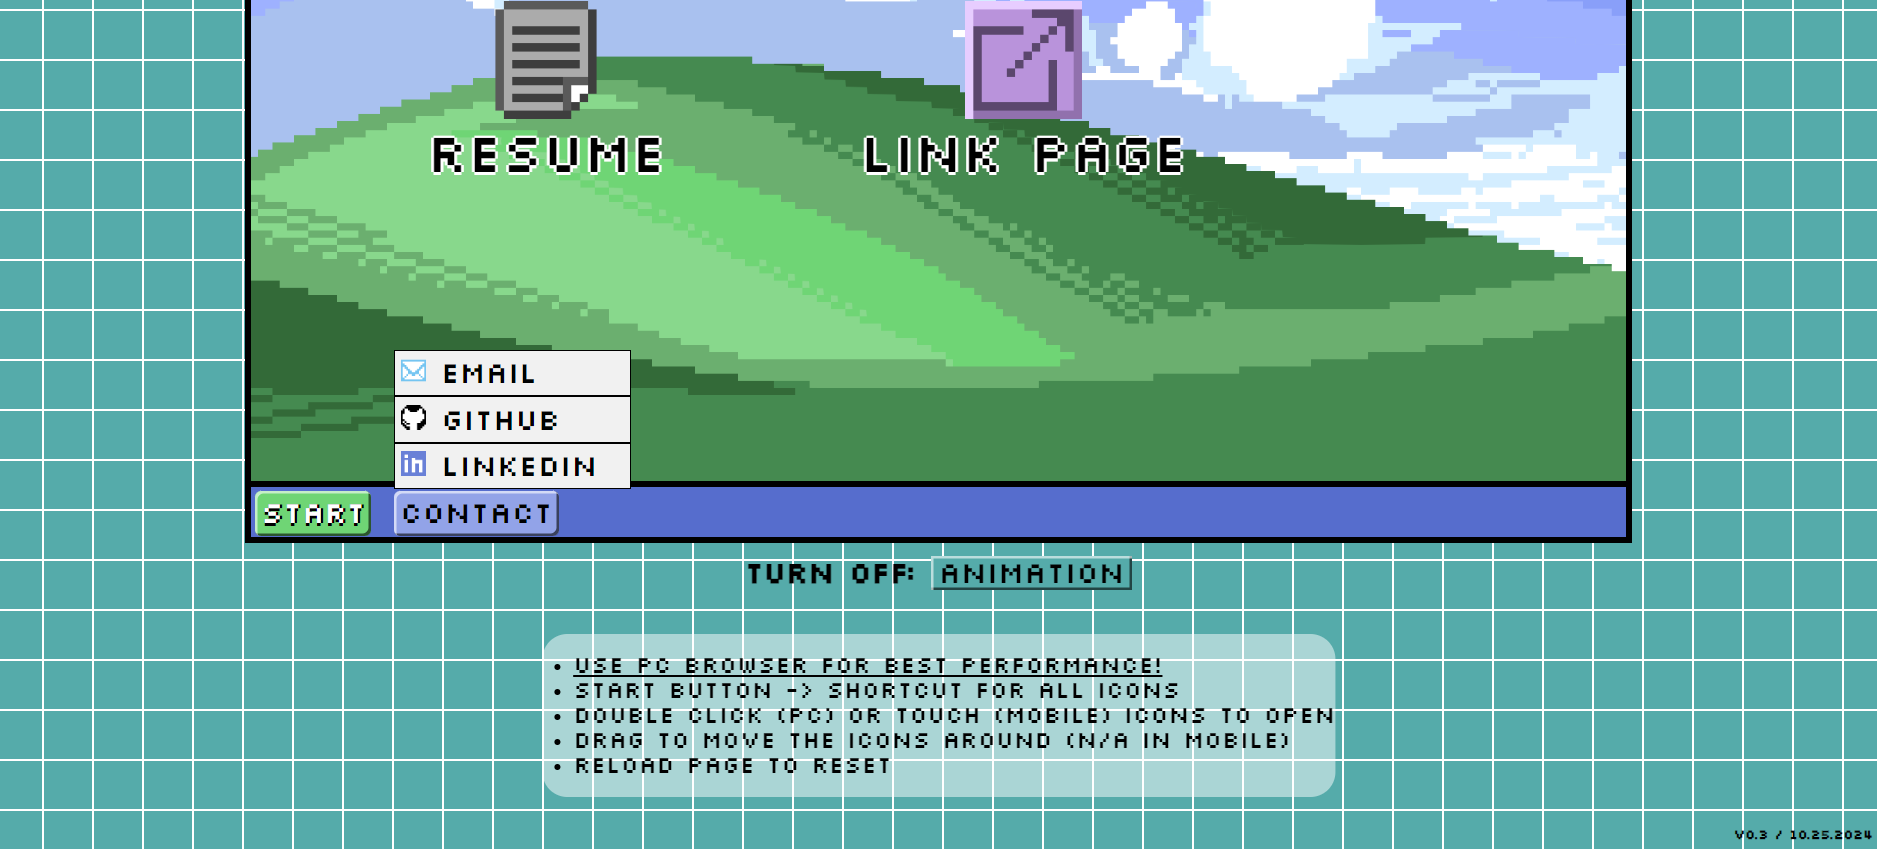 RESUME
LINK PAGE
EMAIL
GITHUB
in LINKEDIN
START
CONTACT
TURN OFF: ANIMATION
• USE PC BROWSER FOR BEST PERFORMANCE!
• START BUTTON -> SHORTCUT FOR ALL ICONS
• DOUBLE CLICK (PC) OR TOUCH (MOBILE) ICONS TO OPEN
• DRAG TO MOVE THE ICONS AROUND (N/A IN MOBILE)
• RELOAD PAGE TO RESET
V0.3 / 10.25.2024